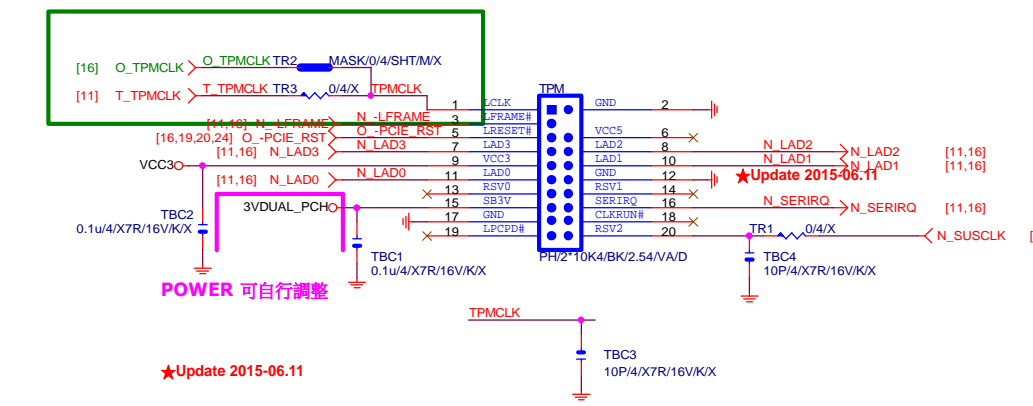 [16] O_TPMCLK O_TPMCLK TR2 MASK/0/4/SHT/M/X
[11] T_TPMCLK T_TPMCLK TR3 0/4/X TPMCLK
TPM
1 LCLK GND 2
[11,16] N_-LFRAME N_-LFRAME 3 LFRAME#
[16,19,20,24] O_-PCIE_RST O_-PCIE_RST 5 LRESET# VCC5 6
[11,16] N_LAD3 N_LAD3 7 LAD3 LAD2 8 N_LAD2 N_LAD2 [11,16]
VCC3 9 VCC3 LAD1 10 N_LAD1 N_LAD1 [11,16]
[11,16] N_LAD0 N_LAD0 11 LAD0 GND 12
★Update 2015-06.11
13 RSV0 RSV1 14
3VDUAL_PCH 15 SB3V SERIRQ 16 N_SERIRQ N_SERIRQ [11,16]
17 GND CLKRUN# 18
19 LPCPD# RSV2 20 TR1 0/4/X N_SUSCLK [
TBC2
0.1u/4/X7R/16V/K/X
TBC1
0.1u/4/X7R/16V/K/X
PH/2*10K4/BK/2.54/VA/D
TBC4
10P/4/X7R/16V/K/X
POWER 可自行調整
TPMCLK
TBC3
10P/4/X7R/16V/K/X
★Update 2015-06.11